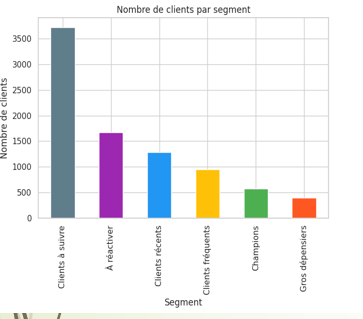 Nombre de clients par segment
Nombre de clients
3500
3000
2500
2000
1500
1000
500
0
Clients à suivre
À réactiver
Clients récents
Clients fréquents
Champions
Gros dépensiers
Segment